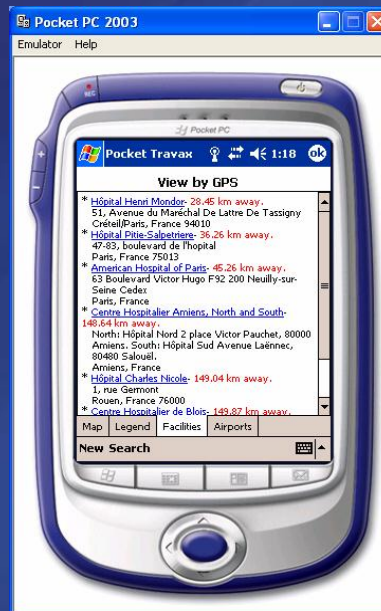 Pocket PC 2003
Emulator Help
REC
Pocket PC
Pocket Travax 1:18 ok
View by GPS
* Hôpital Henri Mondor- 28.45 km away.
51, Avenue du Maréchal De Lattre De Tassigny
Créteil/Paris, France 94010
* Hôpital Pitie-Salpetriere- 36.26 km away.
47-83, boulevard de l'hopital
Paris, France 75013
* American Hospital of Paris- 45.26 km away.
63 Boulevard Victor Hugo F92 200 Neuilly-sur-
Seine Cedex
Paris, France
* Centre Hospitalier Amiens, North and South-
148.64 km away.
North: Hôpital Nord 2 place Victor Pauchet, 80000
Amiens. South: Hôpital Sud Avenue Laënnec,
80480 Salouël.
Amiens, France
* Hôpital Charles Nicole- 149.04 km away.
1, rue Germont
Rouen, France 76000
* Centre Hospitalier de Blois- 149.87 km away.
Map Legend Facilities Airports
New Search